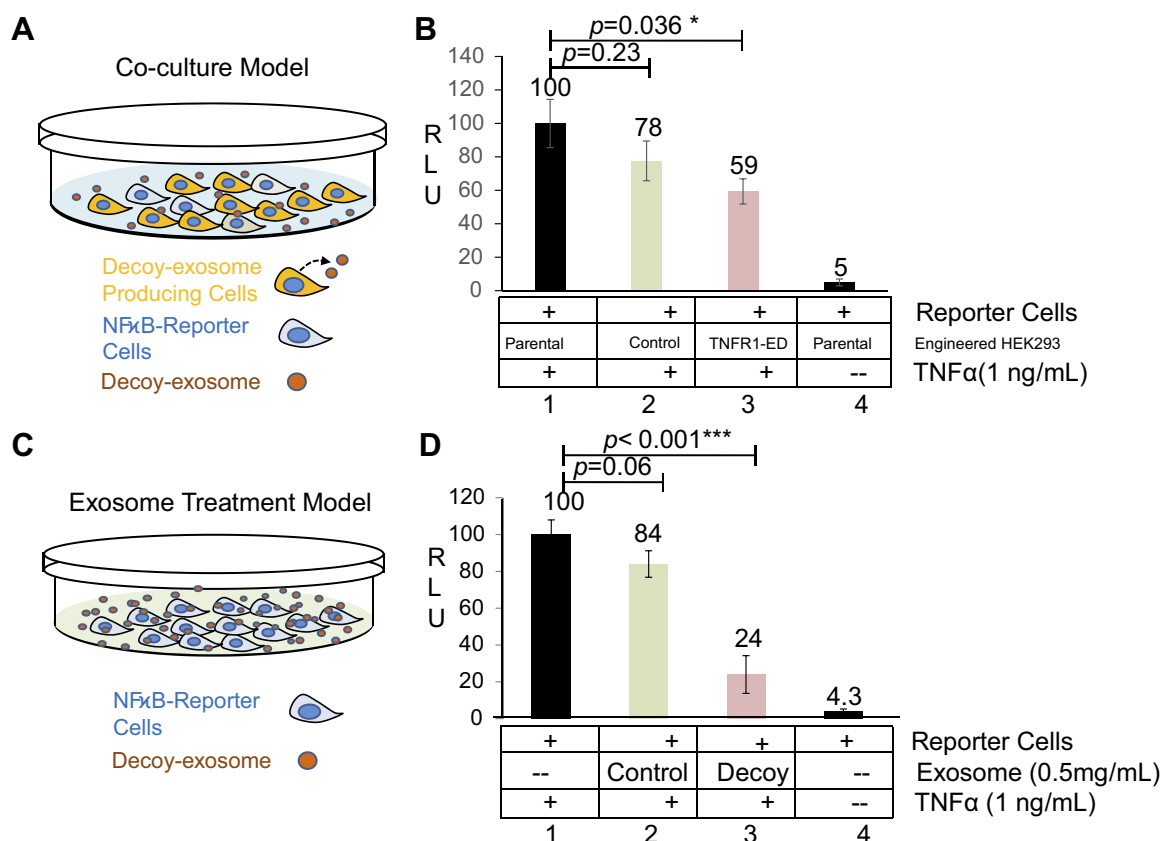 A
Co-culture Model
Decoy-exosome
Producing Cells
NFϰB-Reporter
Cells
Decoy-exosome
B
p=0.036 *
p=0.23
RLU
140
120
100
80
60
40
20
0
100
78
59
5
+ + + + Reporter Cells
Parental Control TNFR1-ED Parental Engineered HEK293
+ + + -- TNFα(1 ng/mL)
1 2 3 4
C
Exosome Treatment Model
NFϰB-Reporter
Cells
Decoy-exosome
D
p< 0.001***
p=0.06
RLU
120
100
80
60
40
20
0
100
84
24
4.3
+ + + + Reporter Cells
-- Control Decoy -- Exosome (0.5mg/mL)
+ + + -- TNFα (1 ng/mL)
1 2 3 4